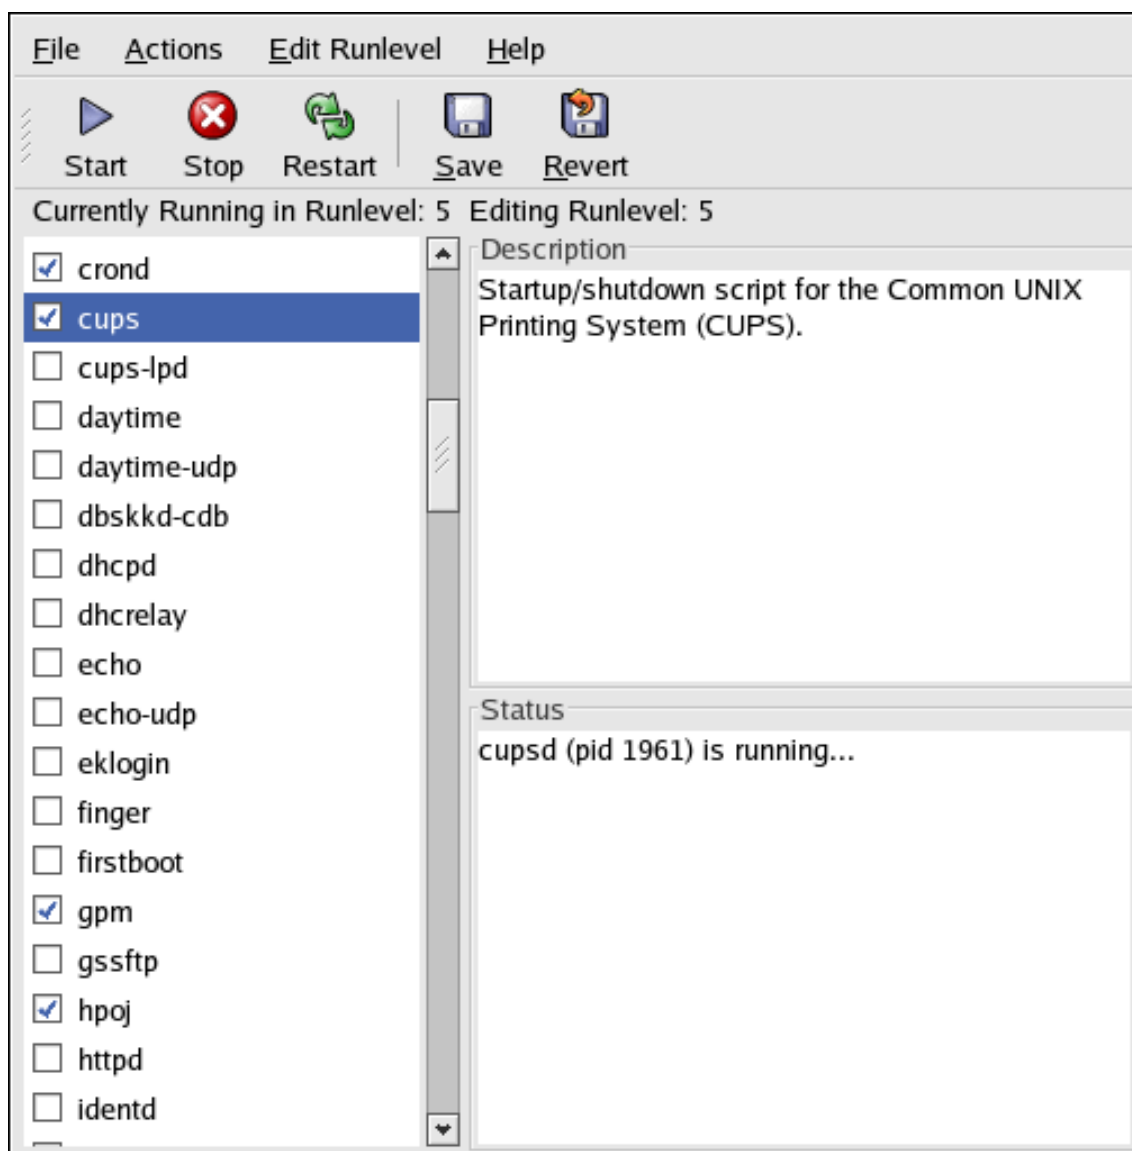 File Actions Edit Runlevel Help
Start Stop Restart Save Revert
Currently Running in Runlevel: 5 Editing Runlevel: 5
crond
cups
cups-lpd
daytime
daytime-udp
dbskkd-cdb
dhcpd
dhcrelay
echo
echo-udp
eklogin
finger
firstboot
gpm
gssftp
hpoj
httpd
identd
Description
Startup/shutdown script for the Common UNIX
Printing System (CUPS).
Status
cupsd (pid 1961) is running...